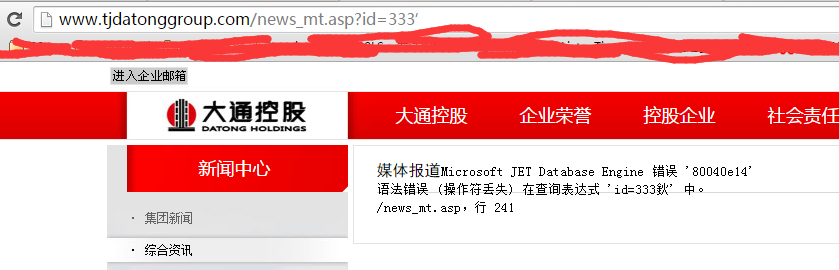 www.tjdatonggroup.com/news_mt.asp?id=333'
进入企业邮箱
大通控股
DATONG HOLDINGS
大通控股 企业荣誉 控股企业 社会责任
新闻中心
· 集团新闻
· 综合资讯
媒体报道Microsoft JET Database Engine 错误 '80040e14'
语法错误 (操作符丢失) 在查询表达式 'id=333欽' 中。
/news_mt.asp，行 241